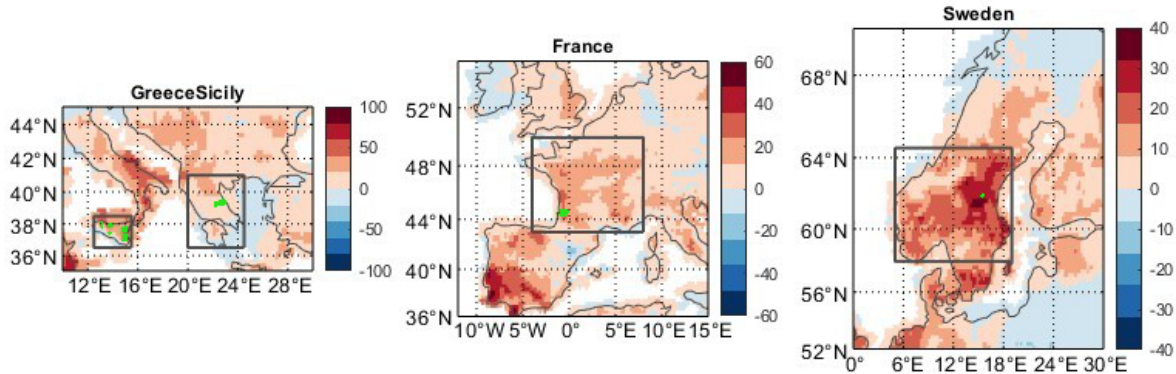 GreeceSicily
44°N
42°N
40°N
38°N
36°N
12°E 16°E 20°E 24°E 28°E
100
50
0
-50
-100
France
52°N
48°N
44°N
40°N
36°N
10°W 5°W 0° 5°E 10°E 15°E
60
40
20
0
-20
-40
-60
Sweden
68°N
64°N
60°N
56°N
52°N
0° 6°E 12°E 18°E 24°E 30°E
40
30
20
10
0
-10
-20
-30
-40